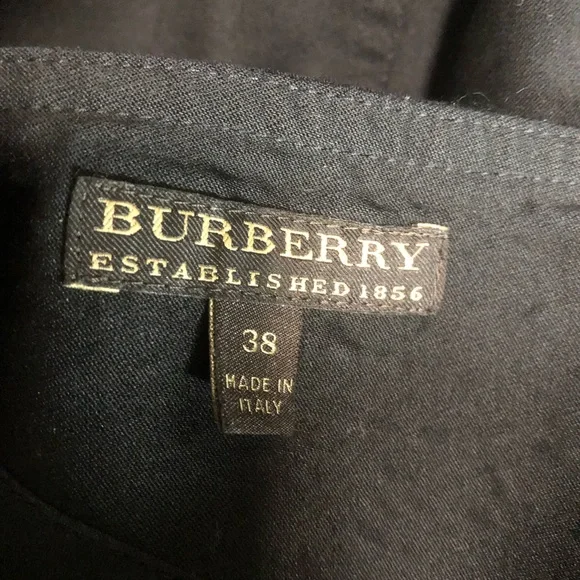 BURBERRY
ESTABLISHED 1856
38
MADE IN
ITALY